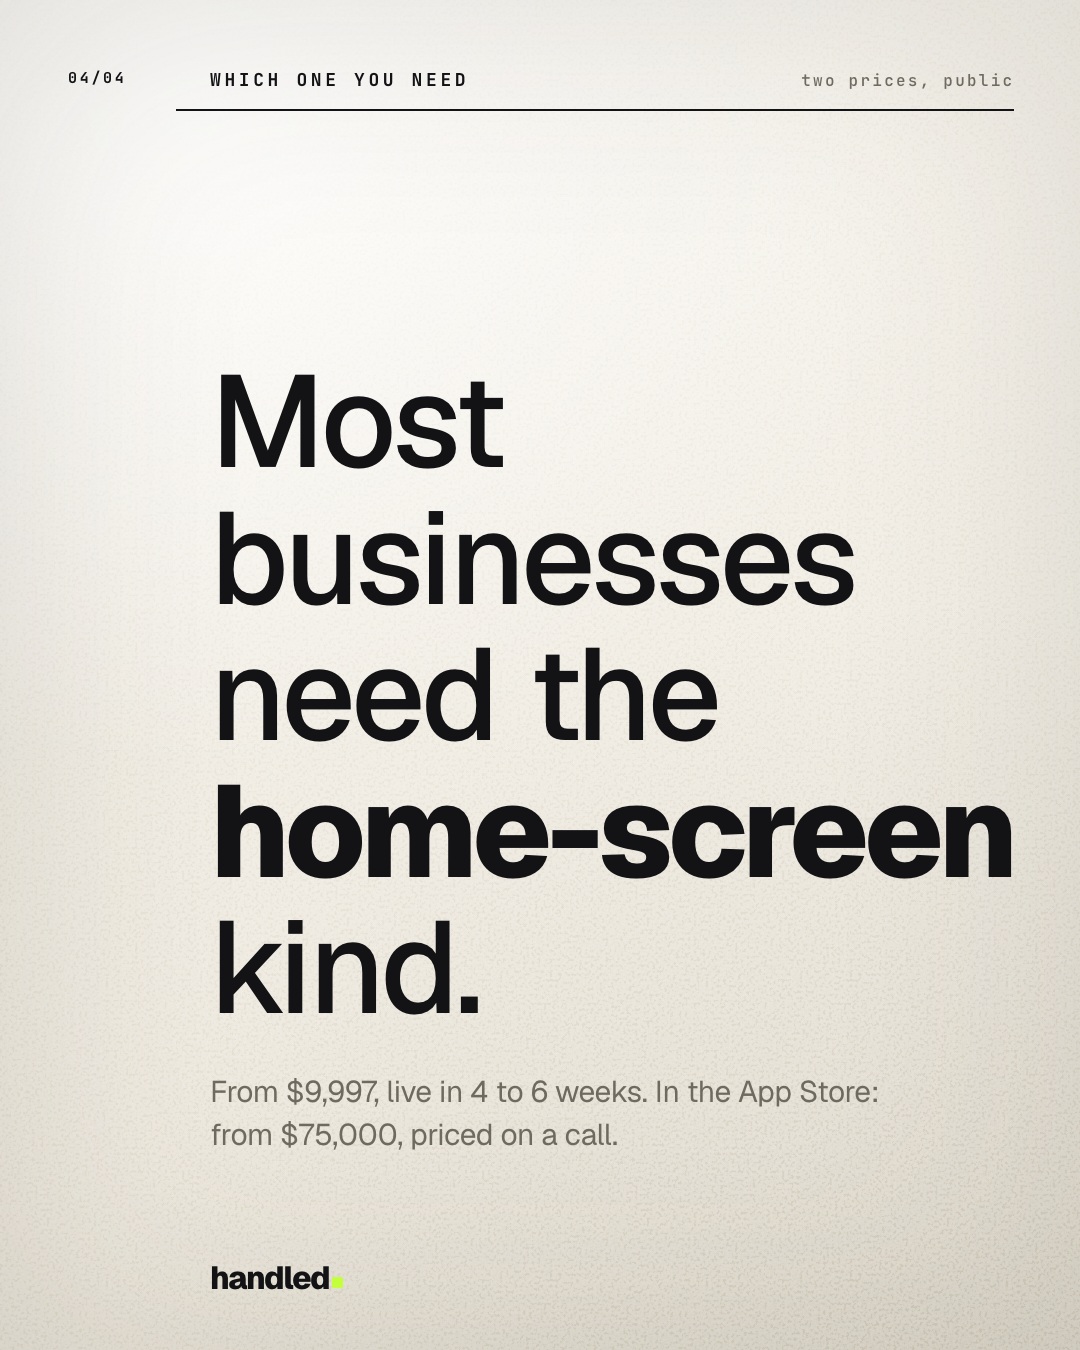 04/04
WHICH ONE YOU NEED
two prices, public
Most
businesses
need the
home-screen
kind.
From $9,997, live in 4 to 6 weeks. In the App Store:
from $75,000, priced on a call.
handled.